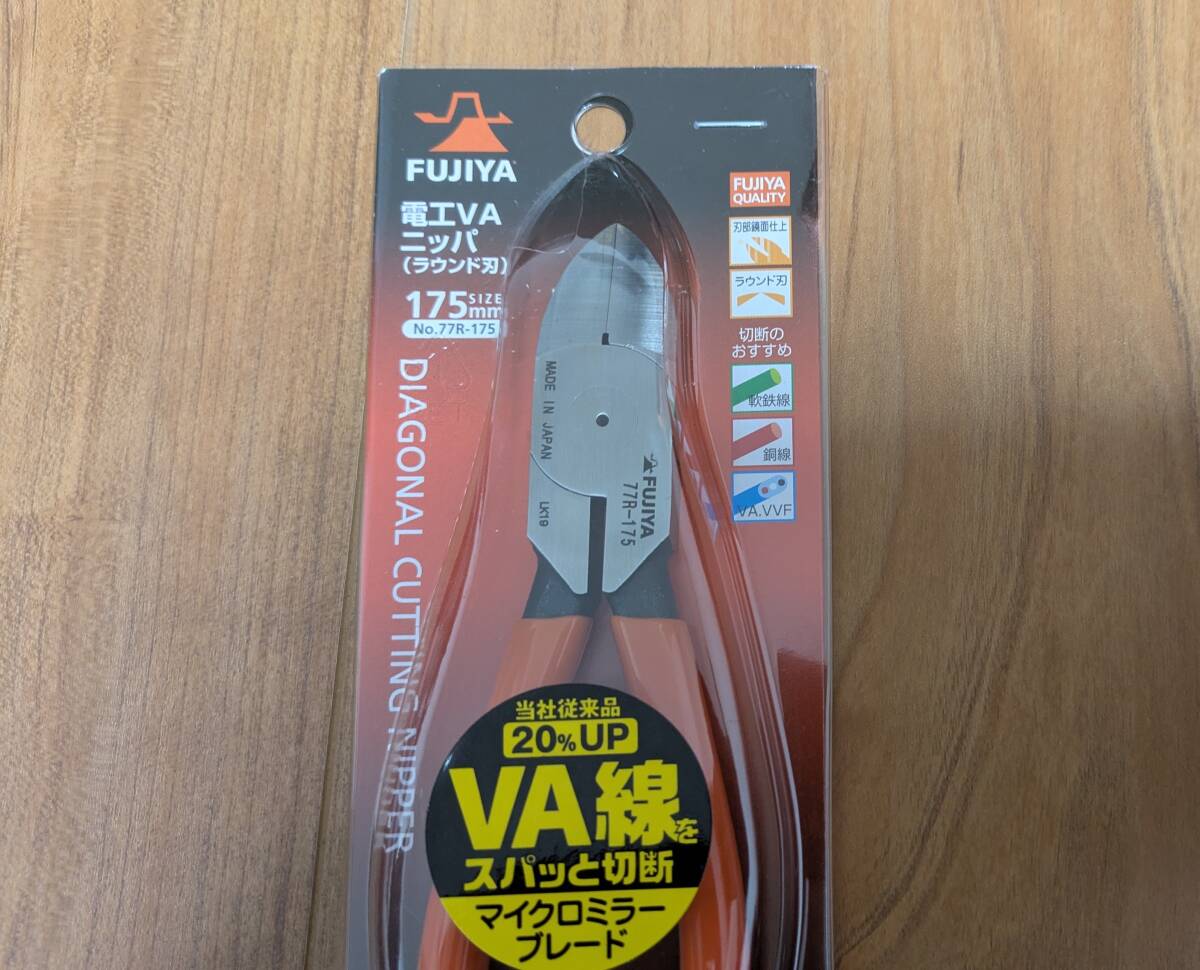 FUJIYA
電工VA
ニッパ
(ラウンド刃)
175 SIZE mm
No.77R-175
DIAGONAL CUTTING NIPPER
FUJIYA
QUALITY
刃部鏡面仕上
ラウンド刃
切断の
おすすめ
軟鉄線
銅線
VA.VVF
MADE IN JAPAN
LK19
FUJIYA
77R-175
当社従来品
20%UP
VA線を
スパッと切断
マイクロミラー
ブレード